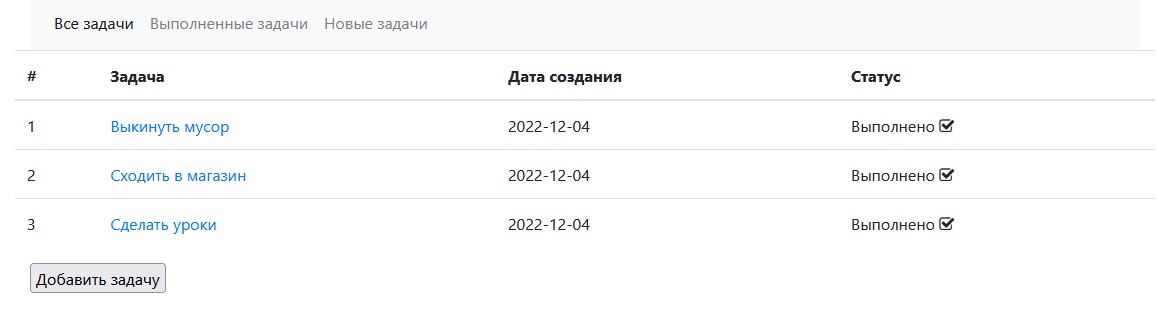 Все задачи Выполненные задачи Новые задачи
# Задача Дата создания Статус
1 Выкинуть мусор 2022-12-04 Выполнено
2 Сходить в магазин 2022-12-04 Выполнено
3 Сделать уроки 2022-12-04 Выполнено
Добавить задачу